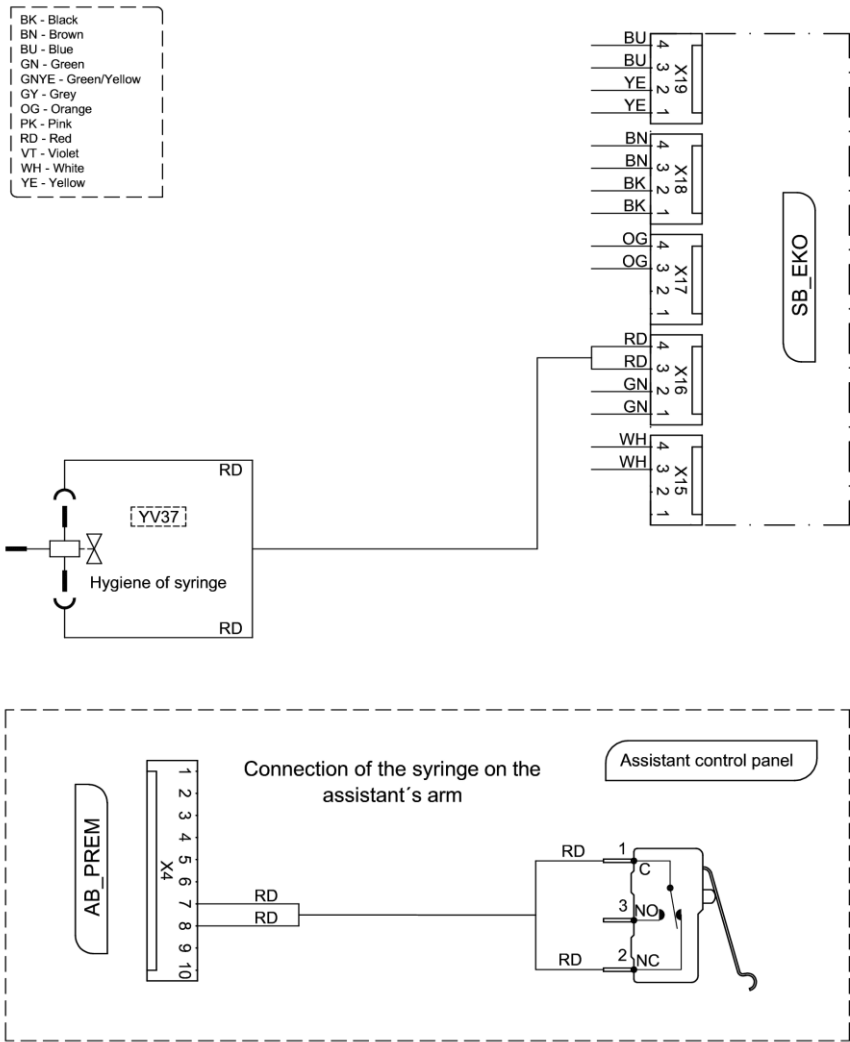 BK - Black
BN - Brown
BU - Blue
GN - Green
GNYE - Green/Yellow
GY - Grey
OG - Orange
PK - Pink
RD - Red
VT - Violet
WH - White
YE - Yellow
BU 4
BU 3
YE 2
YE 1
X19
BN 4
BN 3
BK 2
BK 1
X18
OG 4
OG 3
2
1
X17
RD 4
RD 3
GN 2
GN 1
X16
WH 4
WH 3
2
1
X15
SB_EKO
RD
YV37
Hygiene of syringe
RD
Connection of the syringe on the
assistant´s arm
Assistant control panel
AB_PREM
X4
1
2
3
4
5
6
7
8
9
10
RD
RD
RD 1
C
3 NO
RD 2 NC